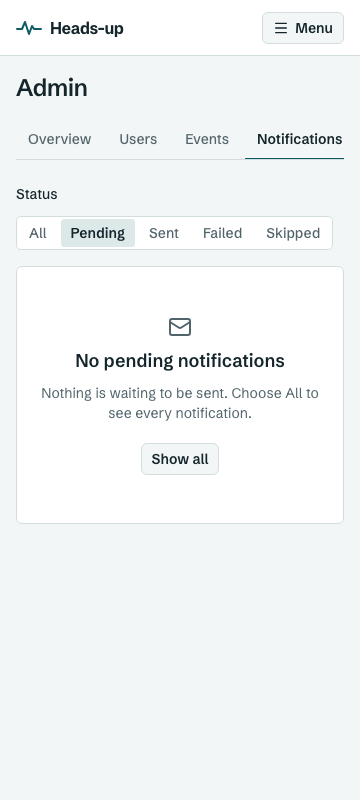 Heads-up
Menu
Admin
Overview Users Events Notifications
Status
All Pending Sent Failed Skipped
No pending notifications
Nothing is waiting to be sent. Choose All to
see every notification.
Show all